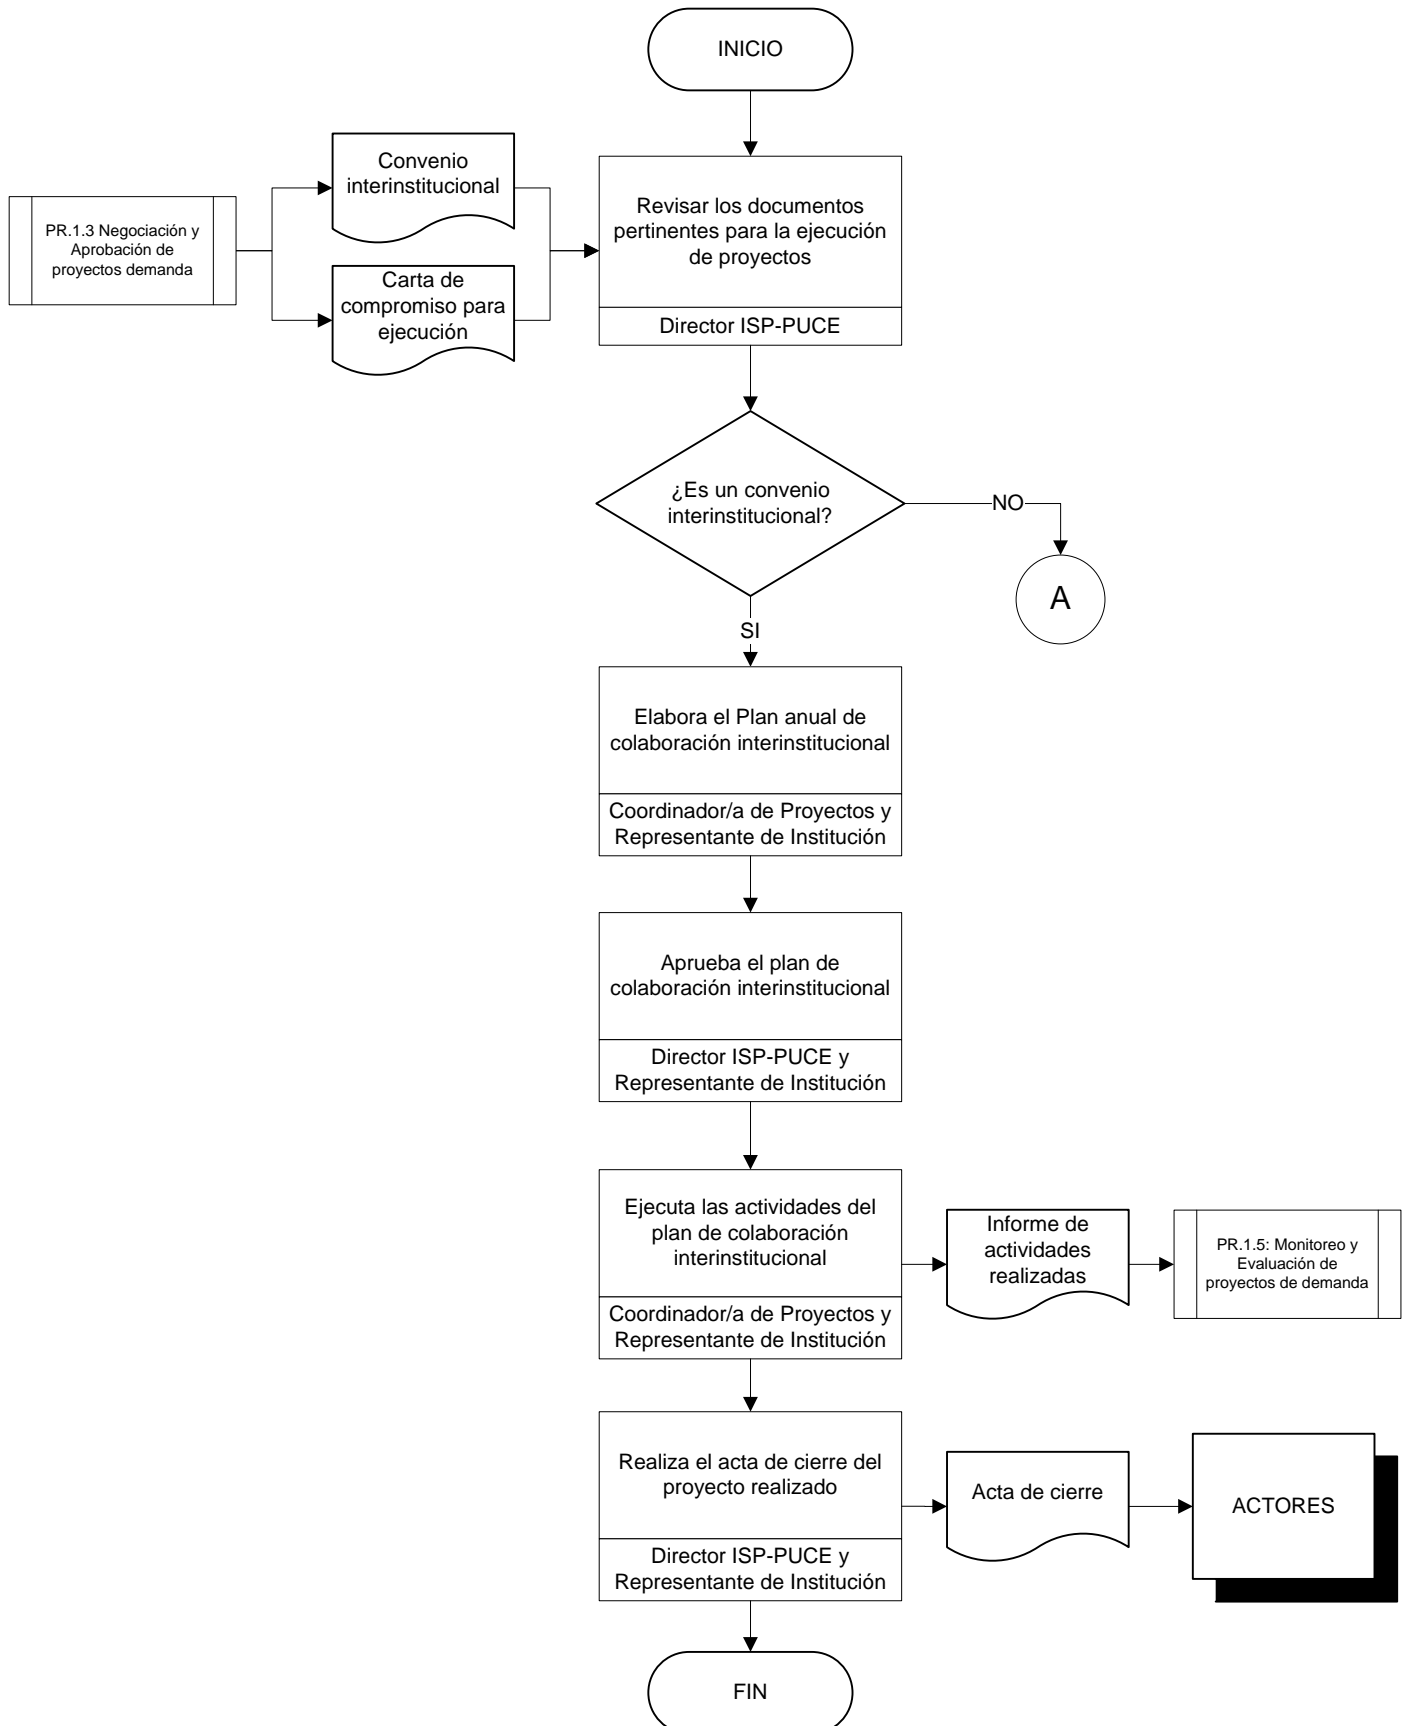 INICIO
Convenio
interinstitucional
PR.1.3 Negociación y
Aprobación de
proyectos demanda
Carta de
compromiso para
ejecución
Revisar los documentos
pertinentes para la ejecución
de proyectos
Director ISP-PUCE
¿Es un convenio
interinstitucional?
NO
A
SI
Elabora el Plan anual de
colaboración interinstitucional
Coordinador/a de Proyectos y
Representante de Institución
Aprueba el plan de
colaboración interinstitucional
Director ISP-PUCE y
Representante de Institución
Ejecuta las actividades del
plan de colaboración
interinstitucional
Coordinador/a de Proyectos y
Representante de Institución
Informe de
actividades
realizadas
PR.1.5: Monitoreo y
Evaluación de
proyectos de demanda
Realiza el acta de cierre del
proyecto realizado
Director ISP-PUCE y
Representante de Institución
Acta de cierre
ACTORES
FIN